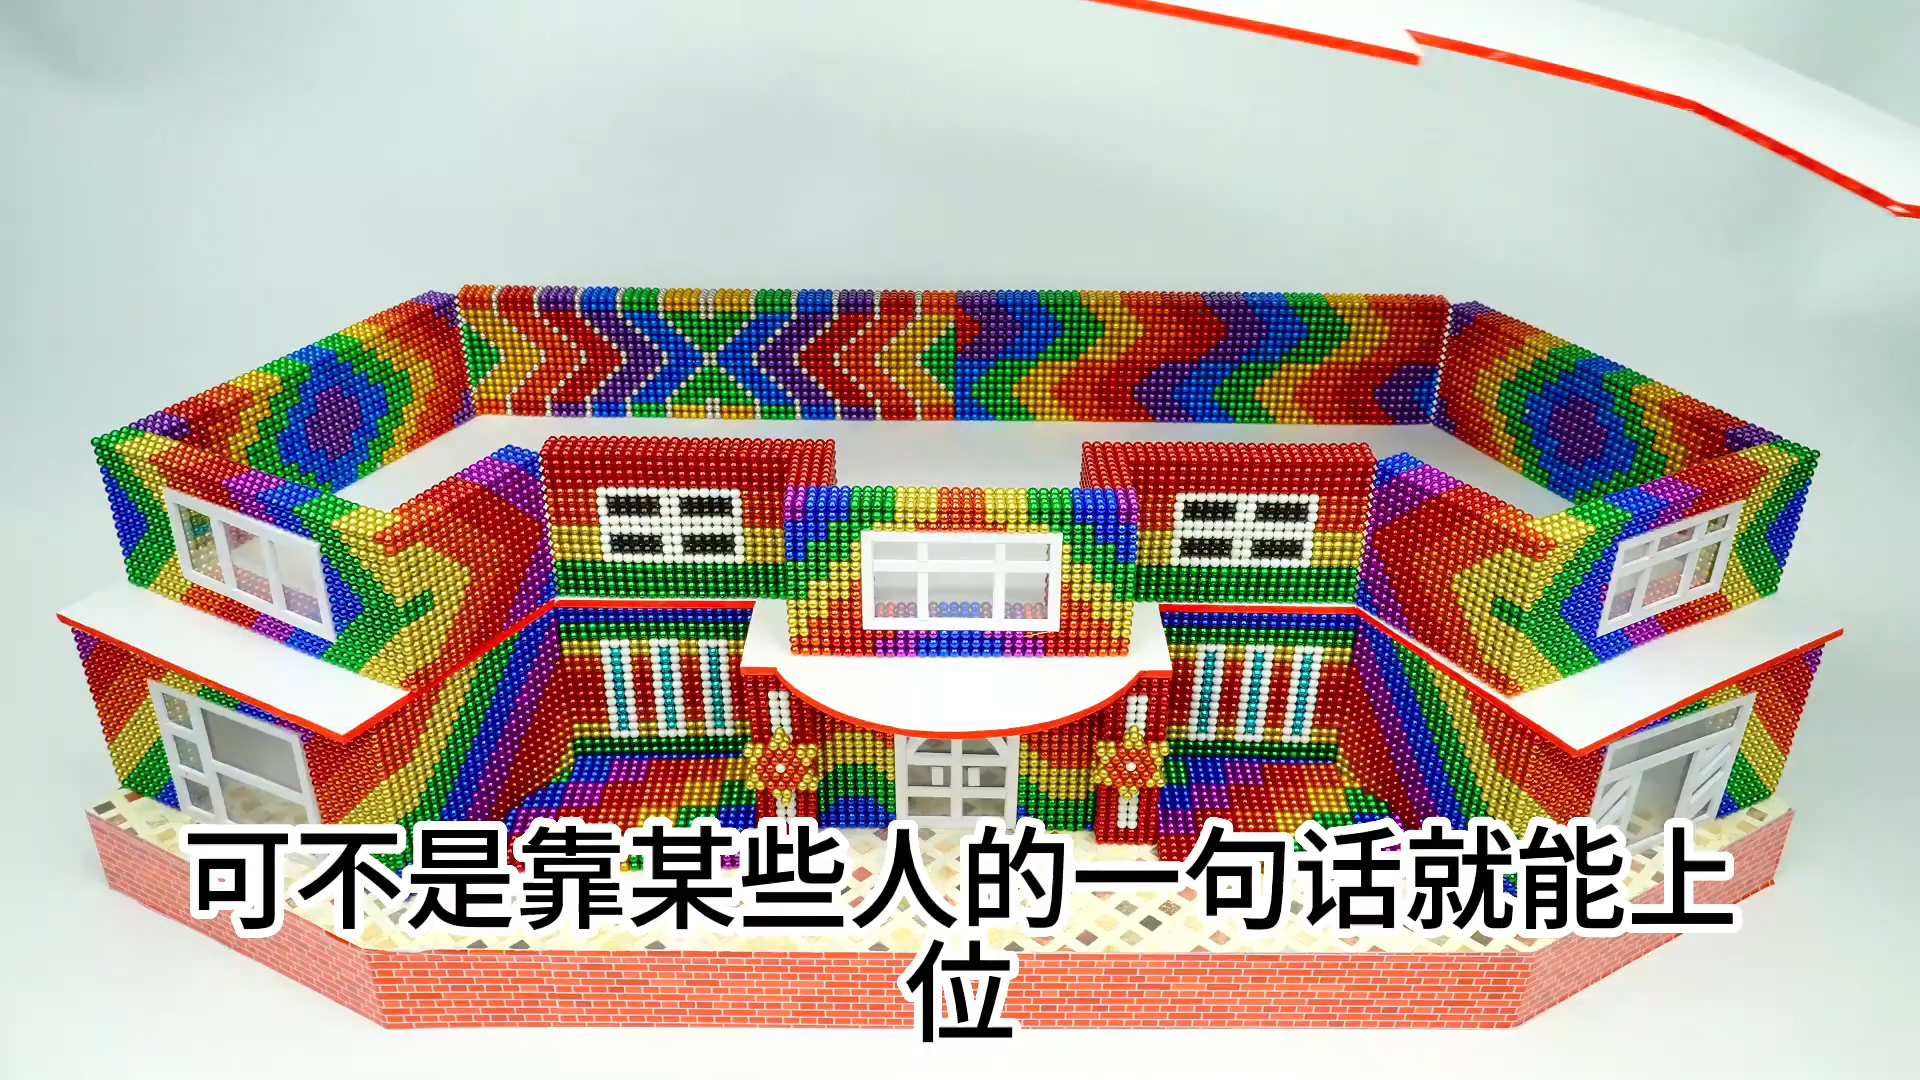 可不是靠某些人的一句话就能上
位